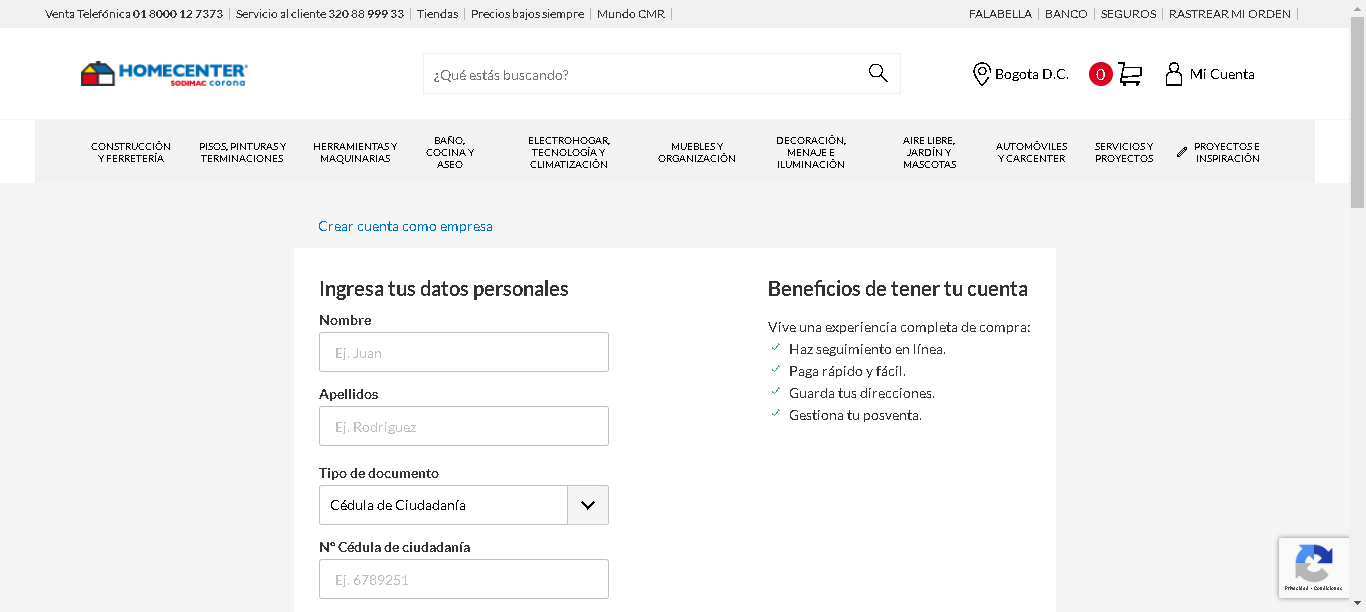 Venta Telefónica 01 8000 12 7373 | Servicio al cliente 320 88 999 33 | Tiendas | Precios bajos siempre | Mundo CMR |
FALABELLA | BANCO | SEGUROS | RASTREAR MI ORDEN |
HOMECENTER
SODIMAC corona
¿Qué estás buscando?
Bogota D.C.
0
Mi Cuenta
CONSTRUCCIÓN
Y FERRETERÍA
PISOS, PINTURAS Y
TERMINACIONES
HERRAMIENTAS Y
MAQUINARIAS
BAÑO,
COCINA Y
ASEO
ELECTROHOGAR,
TECNOLOGÍA Y
CLIMATIZACIÓN
MUEBLES Y
ORGANIZACIÓN
DECORACIÓN,
MENAJE E
ILUMINACIÓN
AIRE LIBRE,
JARDÍN Y
MASCOTAS
AUTOMÓVILES
Y CARCENTER
SERVICIOS Y
PROYECTOS
PROYECTOS E
INSPIRACIÓN
Crear cuenta como empresa
Ingresa tus datos personales
Nombre
Ej. Juan
Apellidos
Ej. Rodriguez
Tipo de documento
Cédula de Ciudadanía
Nº Cédula de ciudadanía
Ej. 6789251
Beneficios de tener tu cuenta
Vive una experiencia completa de compra:
Haz seguimiento en línea.
Paga rápido y fácil.
Guarda tus direcciones.
Gestiona tu posventa.
Privacidad - Condiciones